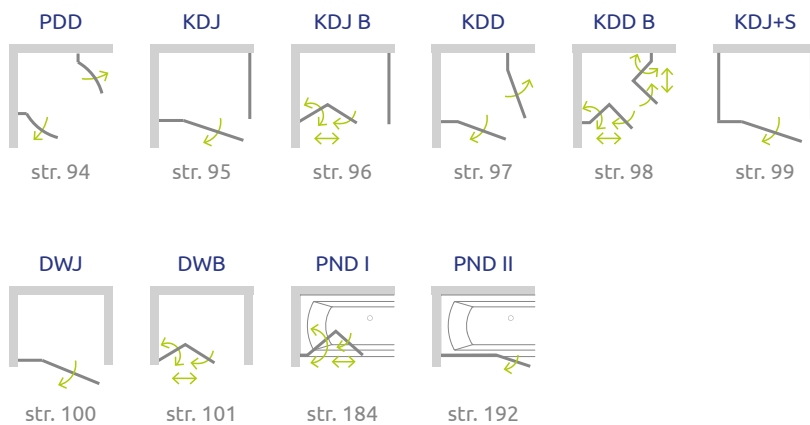 PDD KDJ KDJ B KDD KDD B KDJ+S
str. 94 str. 95 str. 96 str. 97 str. 98 str. 99
DWJ DWB PND I PND II
str. 100 str. 101 str. 184 str. 192